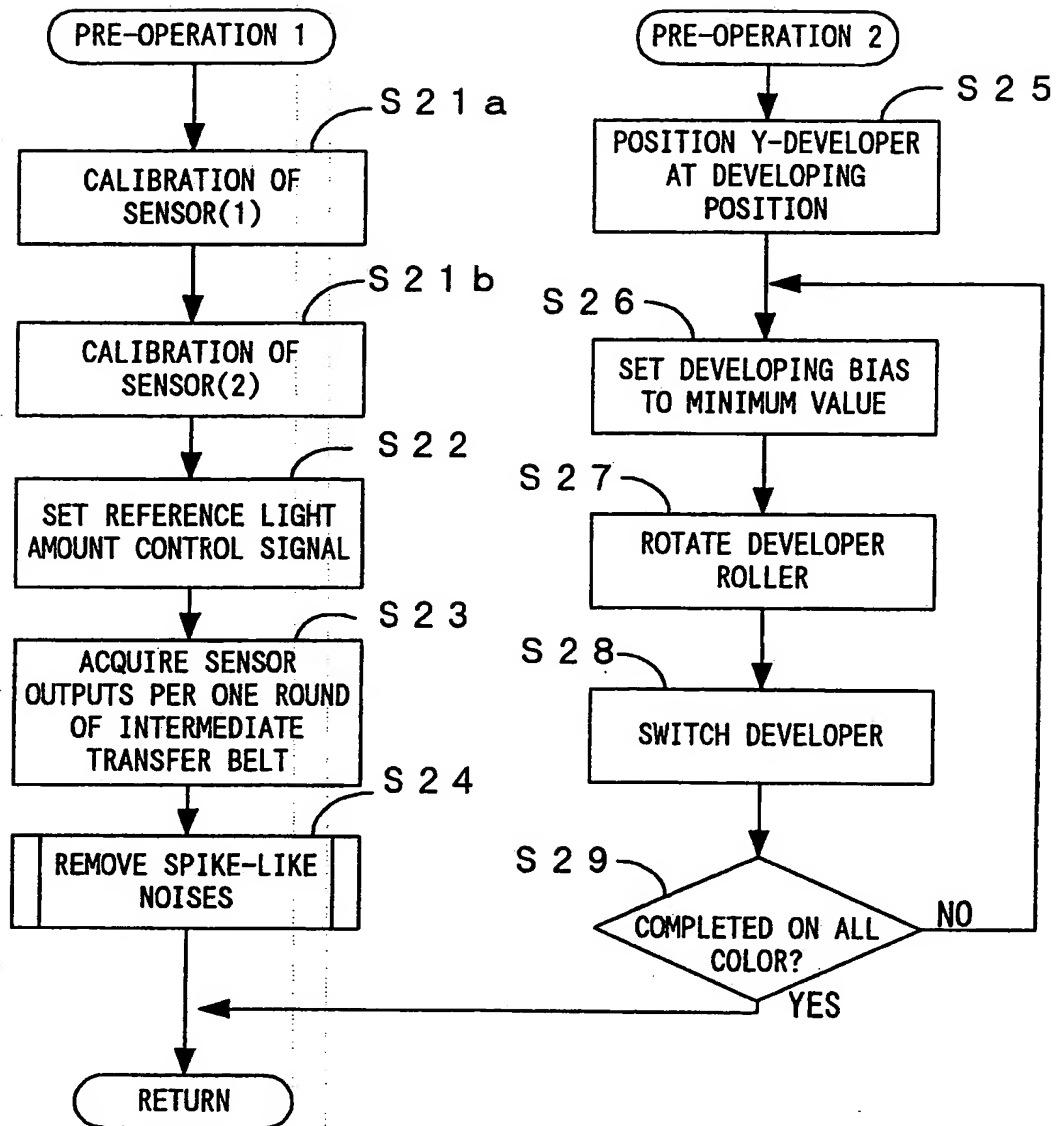 PRE-OPERATION 1
S21a
CALIBRATION OF
SENSOR(1)
S21b
CALIBRATION OF
SENSOR(2)
S22
SET REFERENCE LIGHT
AMOUNT CONTROL SIGNAL
S23
ACQUIRE SENSOR
OUTPUTS PER ONE ROUND
OF INTERMEDIATE
TRANSFER BELT
S24
REMOVE SPIKE-LIKE
NOISES
RETURN
PRE-OPERATION 2
S25
POSITION Y-DEVELOPER
AT DEVELOPING
POSITION
S26
SET DEVELOPING BIAS
TO MINIMUM VALUE
S27
ROTATE DEVELOPER
ROLLER
S28
SWITCH DEVELOPER
S29
COMPLETED ON ALL
COLOR?
NO
YES